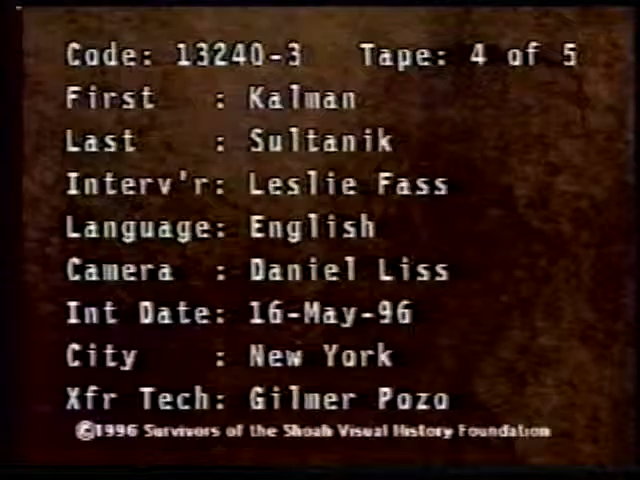 Code: 13240-3 Tape: 4 of 5
First : Kalman
Last : Sultanik
Interv'r: Leslie Fass
Language: English
Camera : Daniel Liss
Int Date: 16-May-96
City : New York
Xfr Tech: Gilmer Pozo
©1996 Survivors of the Shoah Visual History Foundation